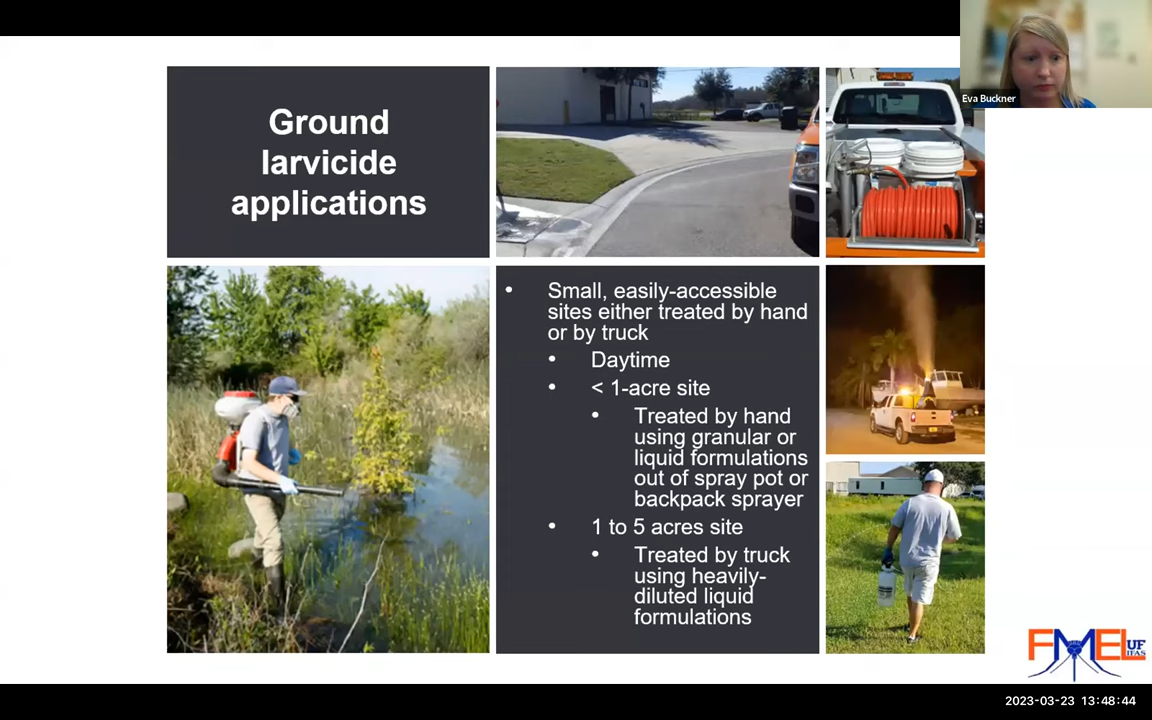 Eva Buckner
Ground
larvicide
applications
• Small, easily-accessible
sites either treated by hand
or by truck
• Daytime
• < 1-acre site
• Treated by hand
using granular or
liquid formulations
out of spray pot or
backpack sprayer
• 1 to 5 acres site
• Treated by truck
using heavily-
diluted liquid
formulations
FMEL UF
IFAS
2023-03-23 13:48:44